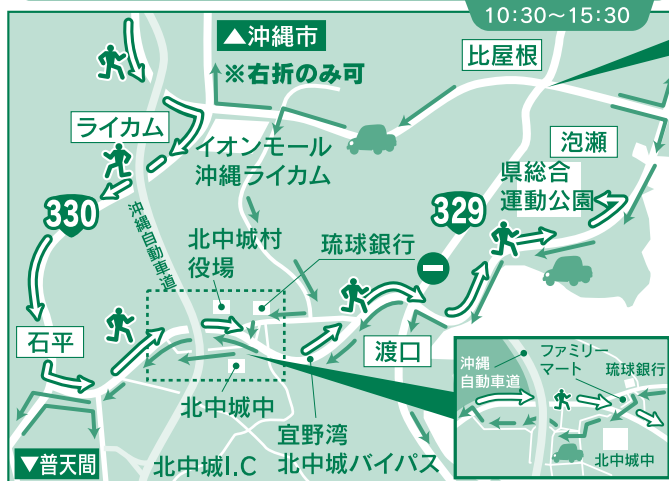 10:30~15:30
▲沖縄市
※右折のみ可
比屋根
ライカム
イオンモール
沖縄ライカム
泡瀬
県総合
運動公園
330
329
沖縄自動車道
北中城村
役場
琉球銀行
石平
渡口
北中城中
宜野湾
北中城バイパス
▼普天間
北中城I.C
沖縄
自動車道
ファミリー
マート
琉球銀行
北中城中